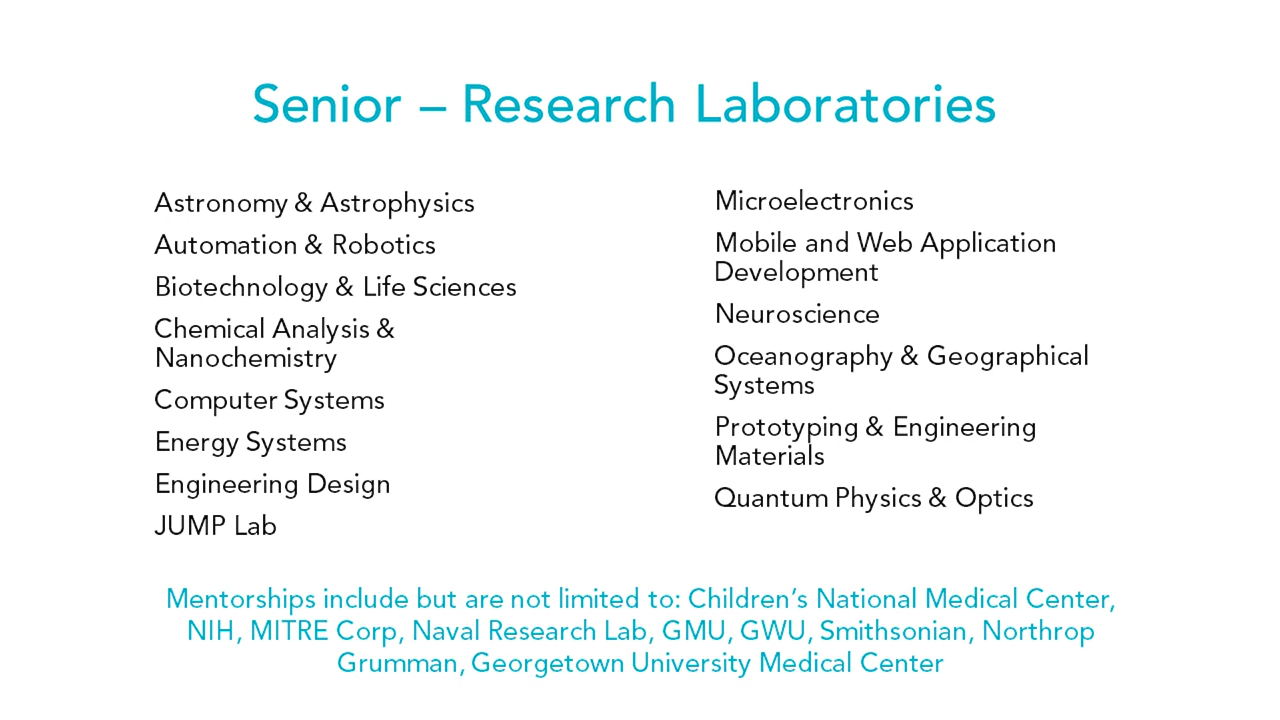 Senior – Research Laboratories
Astronomy & Astrophysics
Automation & Robotics
Biotechnology & Life Sciences
Chemical Analysis &
Nanochemistry
Computer Systems
Energy Systems
Engineering Design
JUMP Lab
Microelectronics
Mobile and Web Application
Development
Neuroscience
Oceanography & Geographical
Systems
Prototyping & Engineering
Materials
Quantum Physics & Optics
Mentorships include but are not limited to: Children’s National Medical Center,
NIH, MITRE Corp, Naval Research Lab, GMU, GWU, Smithsonian, Northrop
Grumman, Georgetown University Medical Center